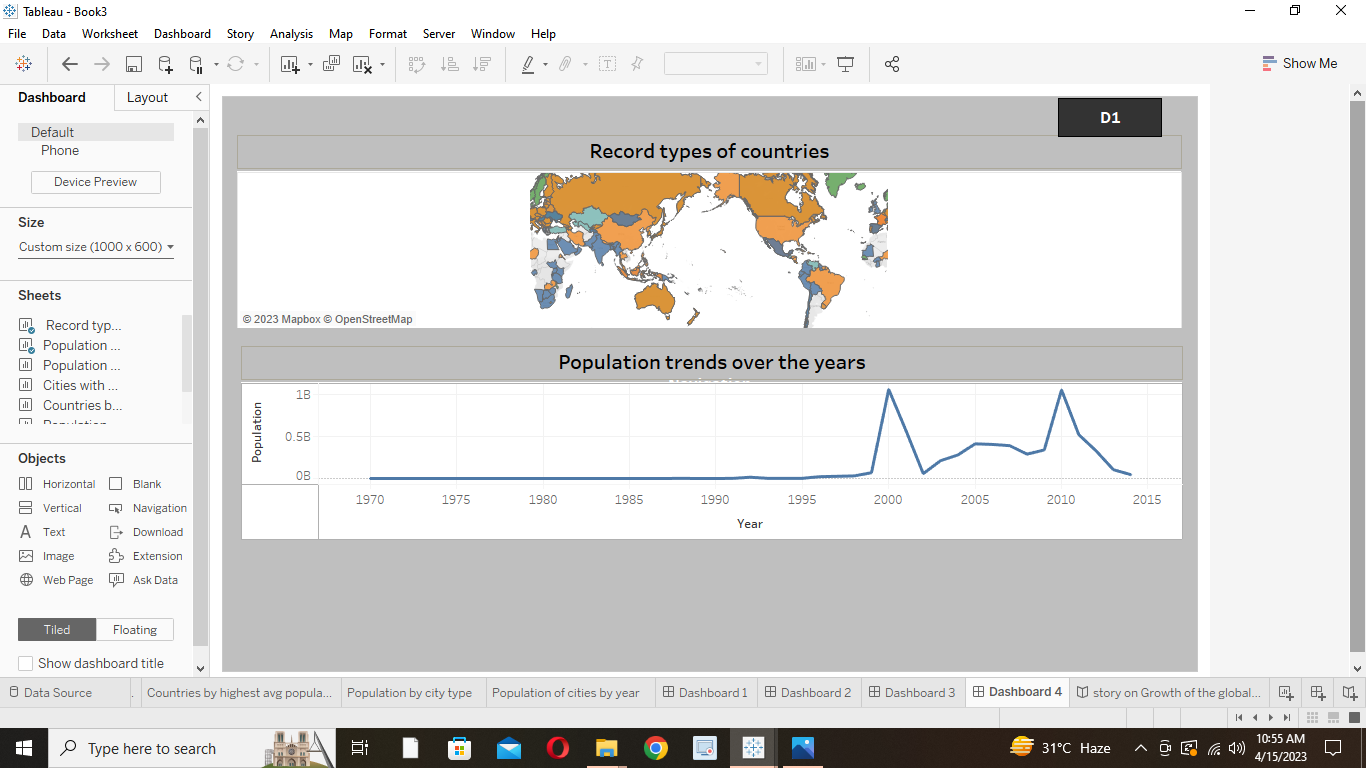 Tableau - Book3
File Data Worksheet Dashboard Story Analysis Map Format Server Window Help
Show Me
Dashboard Layout
Default
Phone
Device Preview
Size
Custom size (1000 x 600)
Sheets
Record typ...
Population ...
Population ...
Cities with ...
Countries b...
Objects
Horizontal Blank
Vertical Navigation
Text Download
Image Extension
Web Page Ask Data
Tiled Floating
Show dashboard title
D1
Record types of countries
© 2023 Mapbox © OpenStreetMap
Population trends over the years
Population
1B
0.5B
0B
1970 1975 1980 1985 1990 1995 2000 2005 2010 2015
Year
Data Source . Countries by highest avg popula... Population by city type Population of cities by year Dashboard 1 Dashboard 2 Dashboard 3 Dashboard 4 story on Growth of the global...
Type here to search
31°C Haze
10:55 AM
4/15/2023